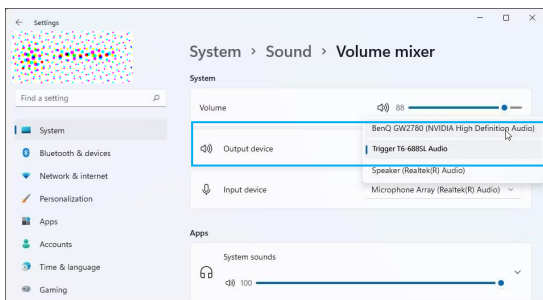 Settings
System > Sound > Volume mixer
System
Find a setting
Volume
88
BenQ GW2780 (NVIDIA High Definition Audio)
System
Output device
Trigger T6-688SL Audio
Bluetooth & devices
Speaker (Realtek(R) Audio)
Network & internet
Input device
Microphone Array (Realtek(R) Audio)
Personalization
Apps
Apps
Accounts
System sounds
Time & language
100
Gaming